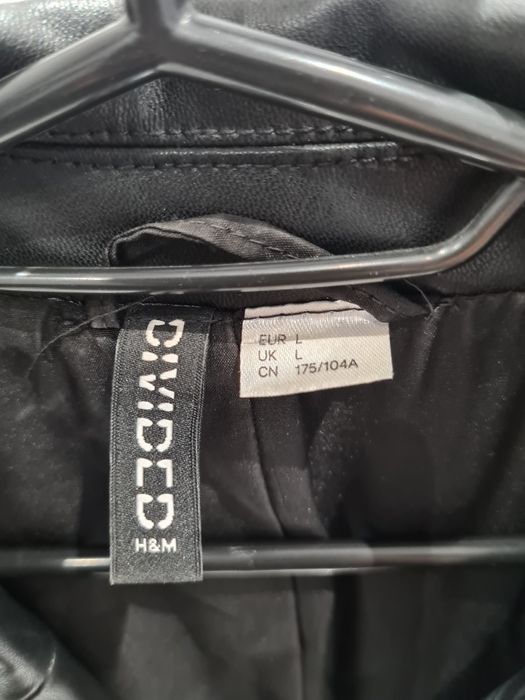 DIVIDED
H&M
EUR L
UK L
CN 175/104A